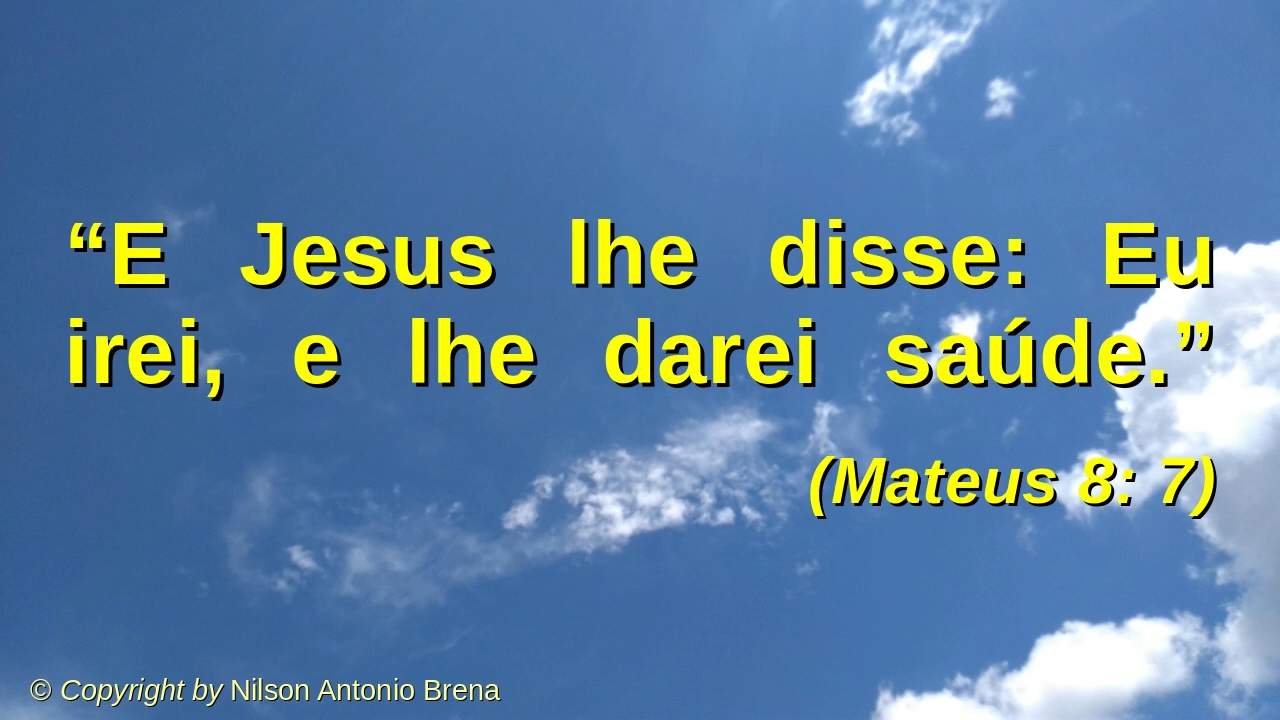 “E Jesus lhe disse: Eu
irei, e lhe darei saúde.”
(Mateus 8: 7)
© Copyright by Nilson Antonio Brena